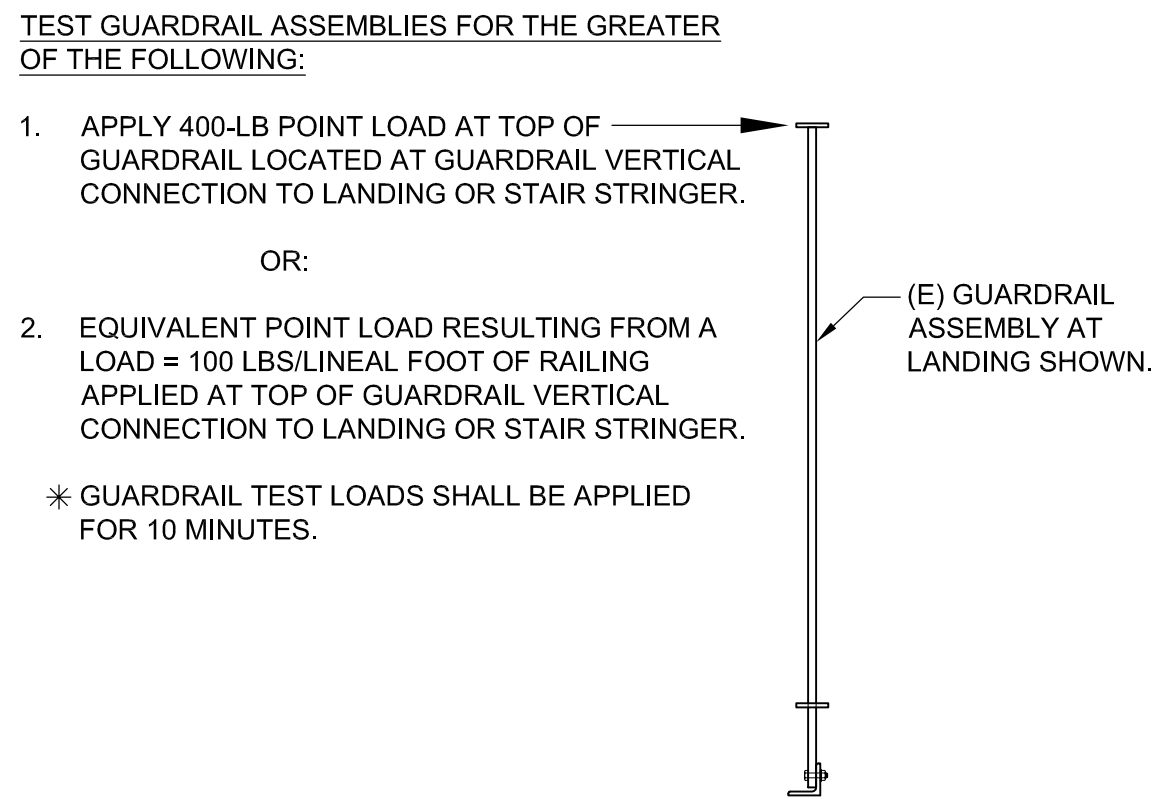 TEST GUARDRAIL ASSEMBLIES FOR THE GREATER
OF THE FOLLOWING:
1. APPLY 400-LB POINT LOAD AT TOP OF
GUARDRAIL LOCATED AT GUARDRAIL VERTICAL
CONNECTION TO LANDING OR STAIR STRINGER.
OR:
2. EQUIVALENT POINT LOAD RESULTING FROM A
LOAD = 100 LBS/LINEAL FOOT OF RAILING
APPLIED AT TOP OF GUARDRAIL VERTICAL
CONNECTION TO LANDING OR STAIR STRINGER.
✳ GUARDRAIL TEST LOADS SHALL BE APPLIED
FOR 10 MINUTES.
(E) GUARDRAIL
ASSEMBLY AT
LANDING SHOWN.